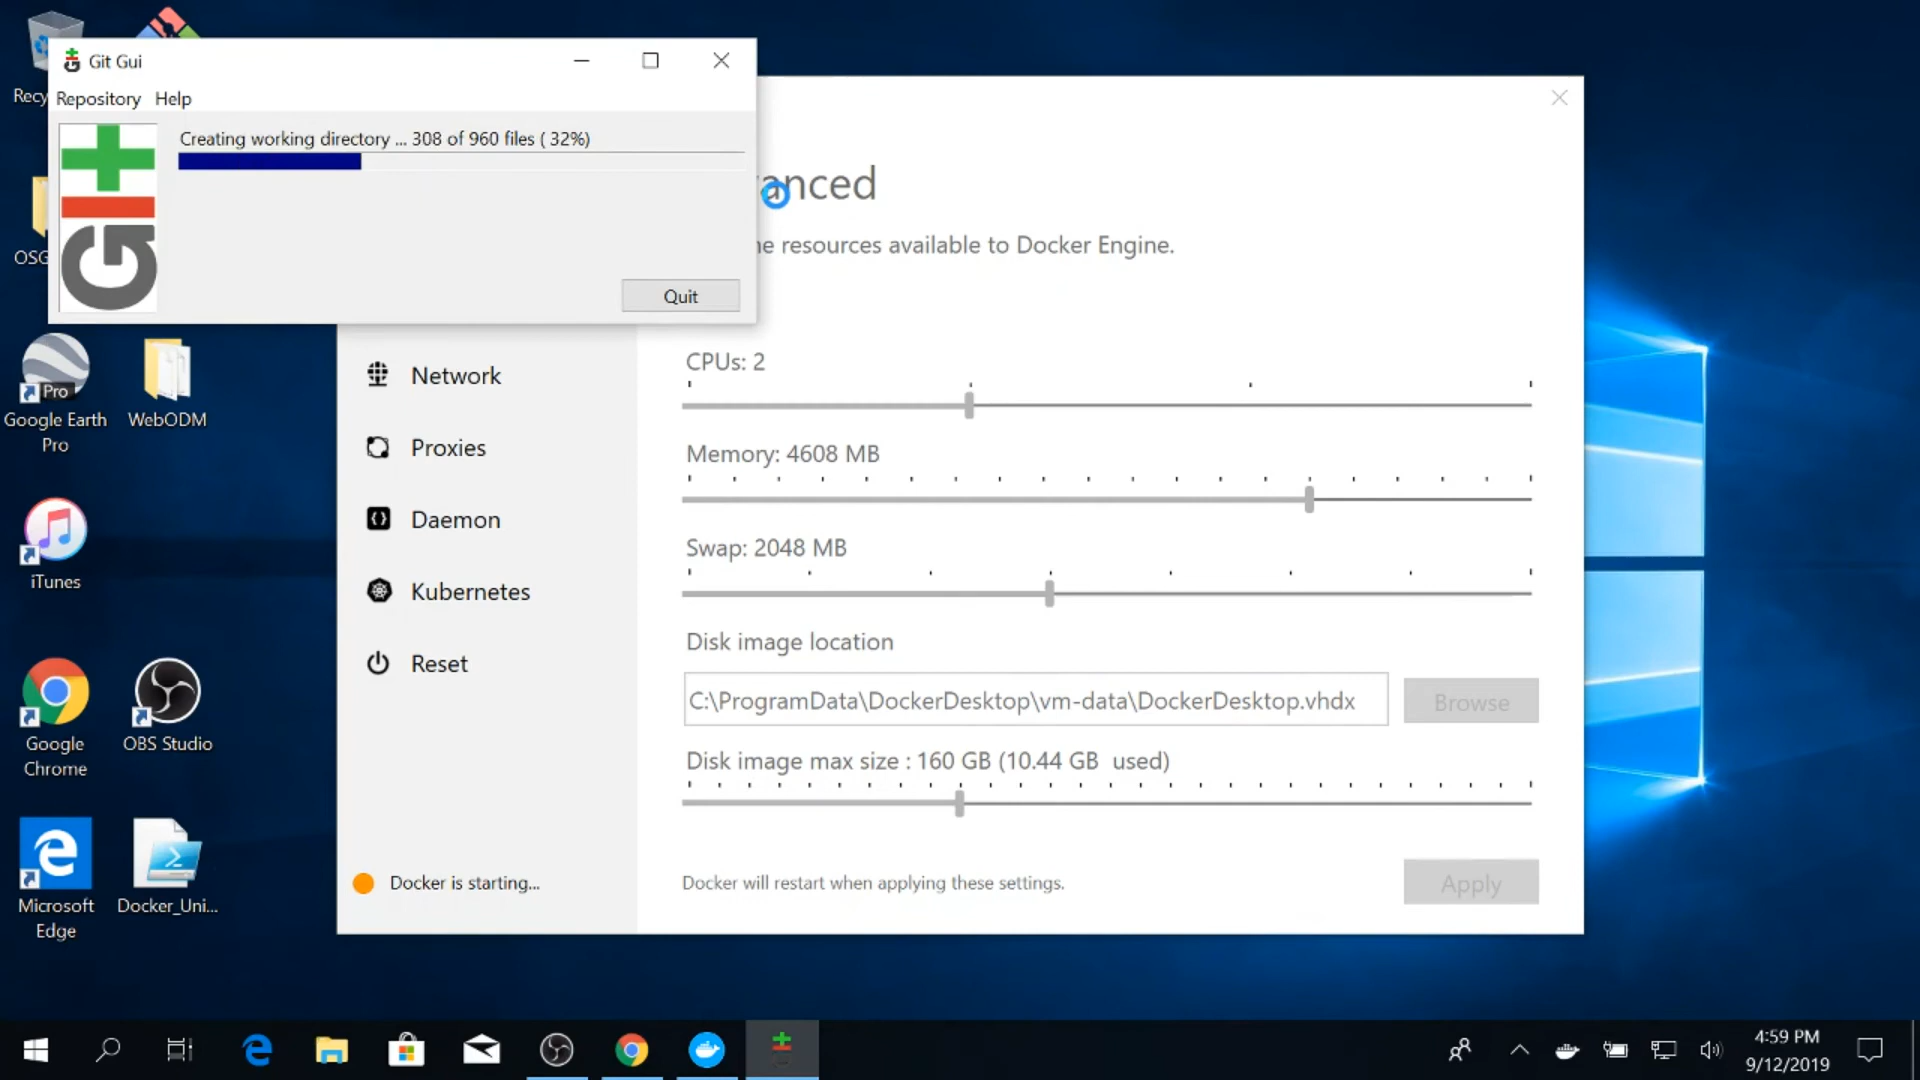 Git Gui
Repository Help
Creating working directory ... 308 of 960 files ( 32%)
GIt
Quit
anced
e resources available to Docker Engine.
Network
Proxies
Daemon
Kubernetes
Reset
Docker is starting...
CPUs: 2
Memory: 4608 MB
Swap: 2048 MB
Disk image location
C:\ProgramData\DockerDesktop\vm-data\DockerDesktop.vhdx
Browse
Disk image max size : 160 GB (10.44 GB used)
Docker will restart when applying these settings.
Apply
Recy
OSG
Pro
Google Earth
Pro
WebODM
iTunes
Google
Chrome
OBS Studio
Microsoft
Edge
Docker_Uni...
4:59 PM
9/12/2019